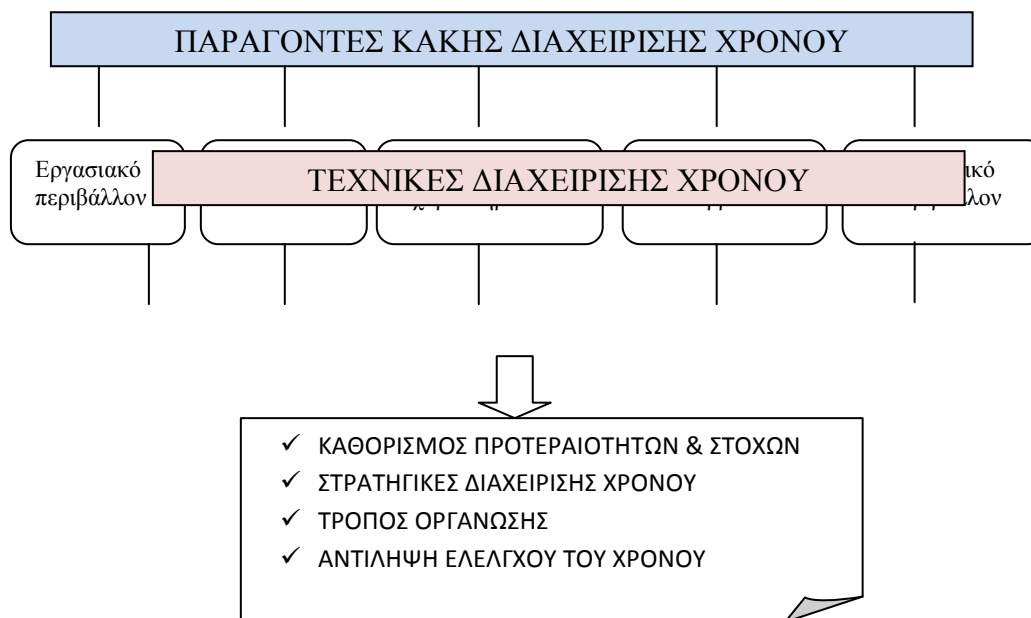 ΠΑΡΑΓΟΝΤΕΣ ΚΑΚΗΣ ΔΙΑΧΕΙΡΙΣΗΣ ΧΡΟΝΟΥ
Εργασιακό
περιβάλλον
ΤΕΧΝΙΚΕΣ ΔΙΑΧΕΙΡΙΣΗΣ ΧΡΟΝΟΥ
ΚΑΘΟΡΙΣΜΟΣ ΠΡΟΤΕΡΑΙΟΤΗΤΩΝ & ΣΤΟΧΩΝ
ΣΤΡΑΤΗΓΙΚΕΣ ΔΙΑΧΕΙΡΙΣΗΣ ΧΡΟΝΟΥ
ΤΡΟΠΟΣ ΟΡΓΑΝΩΣΗΣ
ΑΝΤΙΛΗΨΗ ΕΛΕΛΓΧΟΥ ΤΟΥ ΧΡΟΝΟΥ